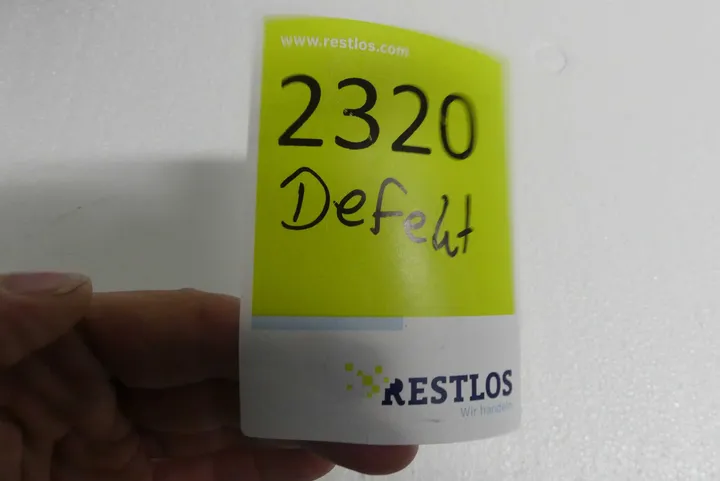 www.restlos.com
2320
Defekt
RESTLOS
Wir handeln